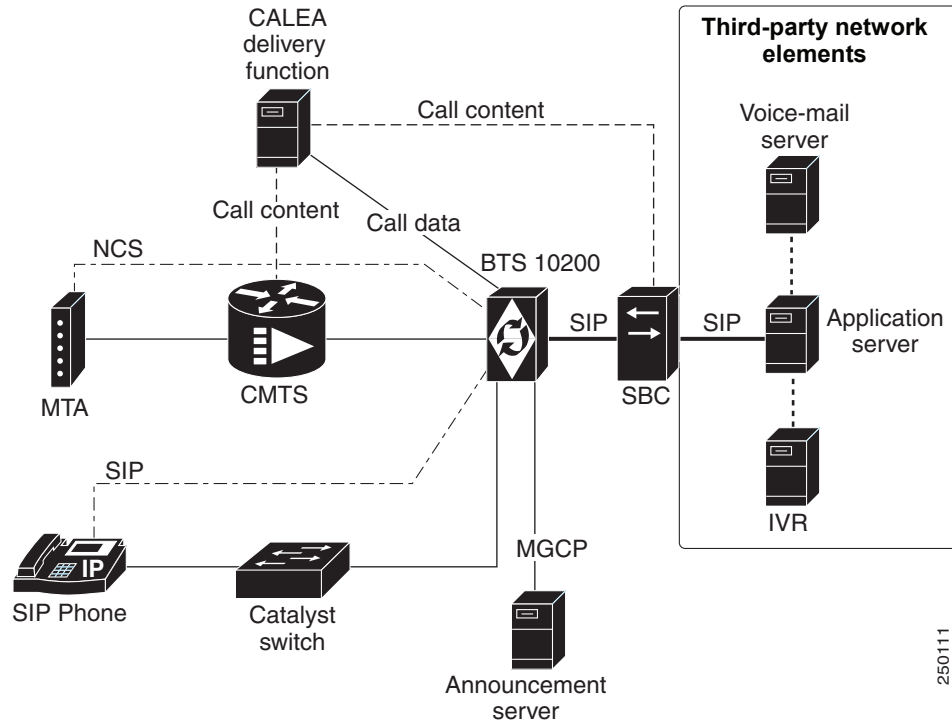 CALEA
delivery
function
Third-party network
elements
Call content
Voice-mail
server
Call content
Call data
NCS
BTS 10200
SIP
SIP
Application
server
MTA
CMTS
SBC
SIP
IVR
MGCP
IP
SIP Phone
Catalyst
switch
Announcement
server
250111